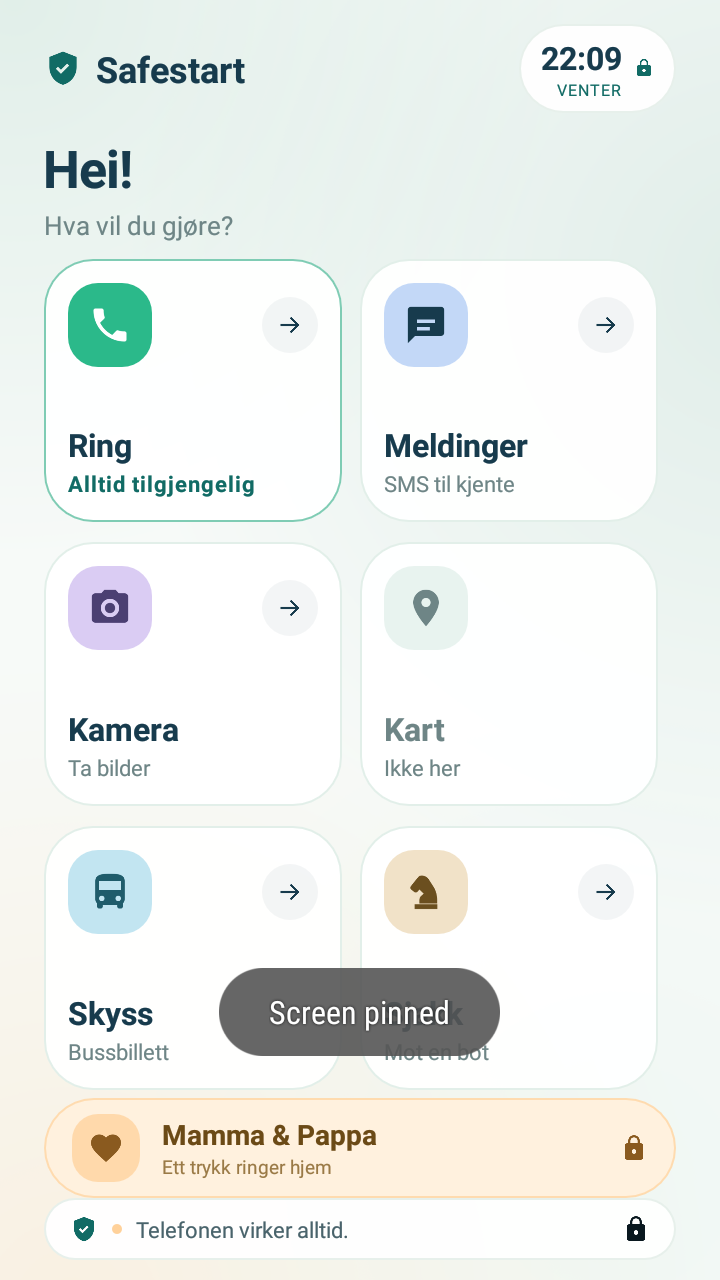 Safestart
22:09
VENTER
Hei!
Hva vil du gjøre?
Ring
Alltid tilgjengelig
Meldinger
SMS til kjente
Kamera
Ta bilder
Kart
Ikke her
Skyss
Bussbillett
Screen pinned
Mot en bot
Mamma & Pappa
Ett trykk ringer hjem
Telefonen virker alltid.